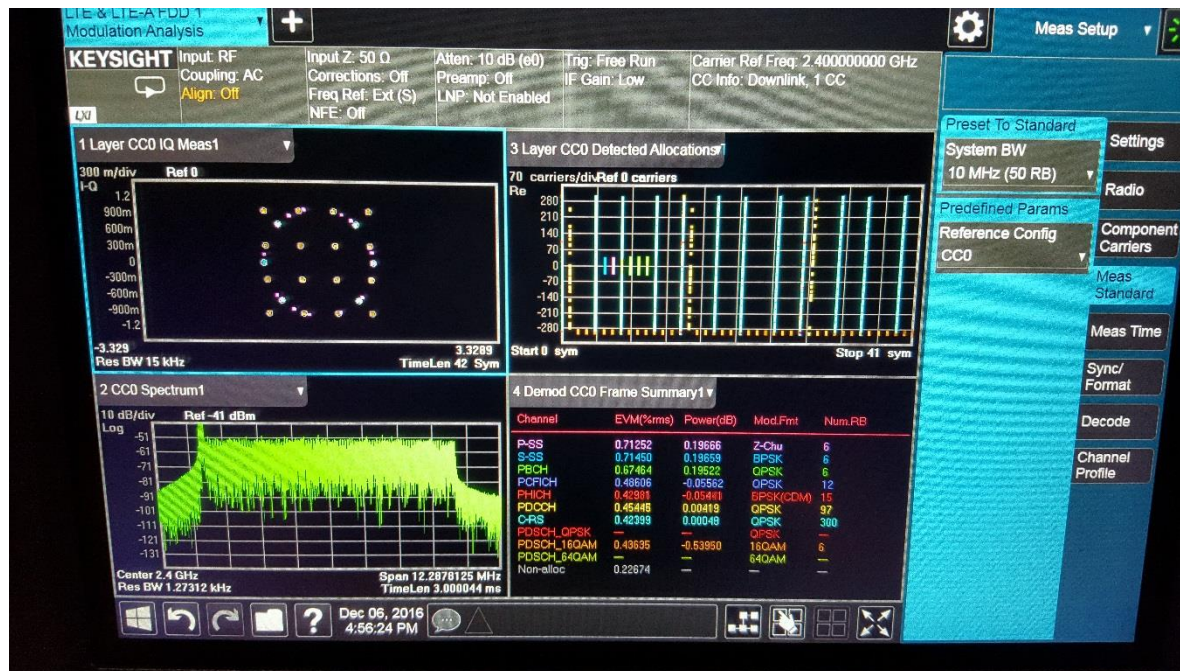 LTE & LTE-A FDD 1
Modulation Analysis
Meas Setup
KEYSIGHT
LXI
Input: RF
Coupling: AC
Align: Off
Input Z: 50 Ω
Corrections: Off
Freq Ref: Ext (S)
NFE: Off
Atten: 10 dB (e0)
Preamp: Off
LNP: Not Enabled
Trig: Free Run
IF Gain: Low
Carrier Ref Freq: 2.400000000 GHz
CC Info: Downlink, 1 CC
1 Layer CC0 IQ Meas1
300 m/div Ref 0
I-Q
1.2
900m
600m
300m
0
-300m
-600m
-900m
-1.2
-3.329 3.3289
Res BW 15 kHz TimeLen 42 Sym
3 Layer CC0 Detected Allocations
70 carriers/div Ref 0 carriers
Re
280
210
140
70
0
-70
-140
-210
-280
Start 0 sym Stop 41 sym
2 CC0 Spectrum1
10 dB/div Ref -41 dBm
Log
-51
-61
-71
-81
-91
-101
-111
-121
-131
Center 2.4 GHz Span 12.2878125 MHz
Res BW 1.27312 kHz TimeLen 3.000044 ms
4 Demod CC0 Frame Summary1
Channel EVM(%rms) Power(dB) Mod.Fmt Num.RB
P-SS 0.71252 0.19666 Z-Chu 6
S-SS 0.71450 0.19659 BPSK 6
PBCH 0.67464 0.19522 QPSK 6
PCFICH 0.48606 -0.05562 QPSK 12
PHICH 0.42981 BPSK(CDM) 15
PDCCH 0.45445 0.00419 QPSK 97
C-RS 0.42399 0.00048 QPSK 300
PDSCH_QPSK — — QPSK —
PDSCH_16QAM 0.43635 -0.53950 16QAM 6
PDSCH_64QAM — — 64QAM —
Non-alloc 0.22674 — — —
Preset To Standard
System BW
10 MHz (50 RB)
Predefined Params
Reference Config
CC0
Settings
Radio
Component
Carriers
Meas
Standard
Meas Time
Sync/
Format
Decode
Channel
Profile
?
Dec 06, 2016
4:56:24 PM